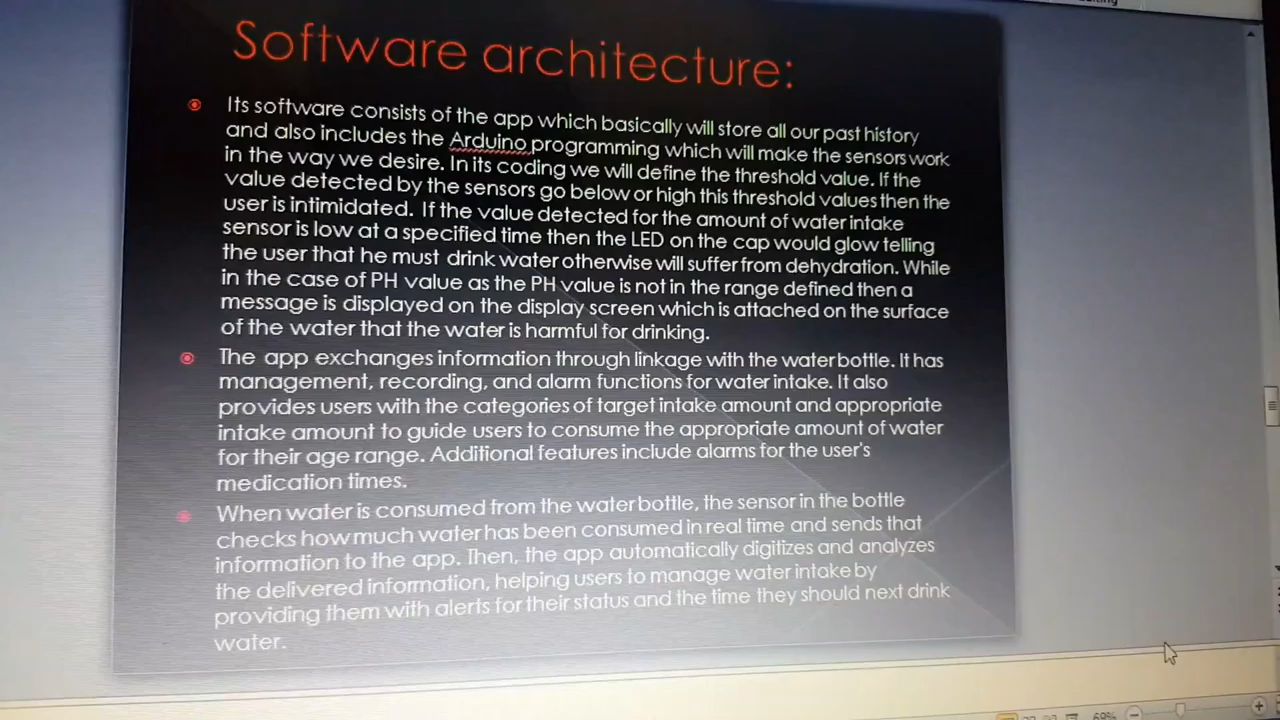 Software architecture:
Its software consists of the app which basically will store all our past history
and also includes the Arduino programming which will make the sensors work
in the way we desire. In its coding we will define the threshold value. If the
value detected by the sensors go below or high this threshold values then the
user is intimidated. If the value detected for the amount of water intake
sensor is low at a specified time then the LED on the cap would glow telling
the user that he must drink water otherwise will suffer from dehydration. While
in the case of PH value as the PH value is not in the range defined then a
message is displayed on the display screen which is attached on the surface
of the water that the water is harmful for drinking.
The app exchanges information through linkage with the water bottle. It has
management, recording, and alarm functions for water intake. It also
provides users with the categories of target intake amount and appropriate
intake amount to guide users to consume the appropriate amount of water
for their age range. Additional features include alarms for the user's
medication times.
When water is consumed from the water bottle, the sensor in the bottle
checks how much water has been consumed in real time and sends that
information to the app. Then, the app automatically digitizes and analyzes
the delivered information, helping users to manage water intake by
providing them with alerts for their status and the time they should next drink
water.
69%